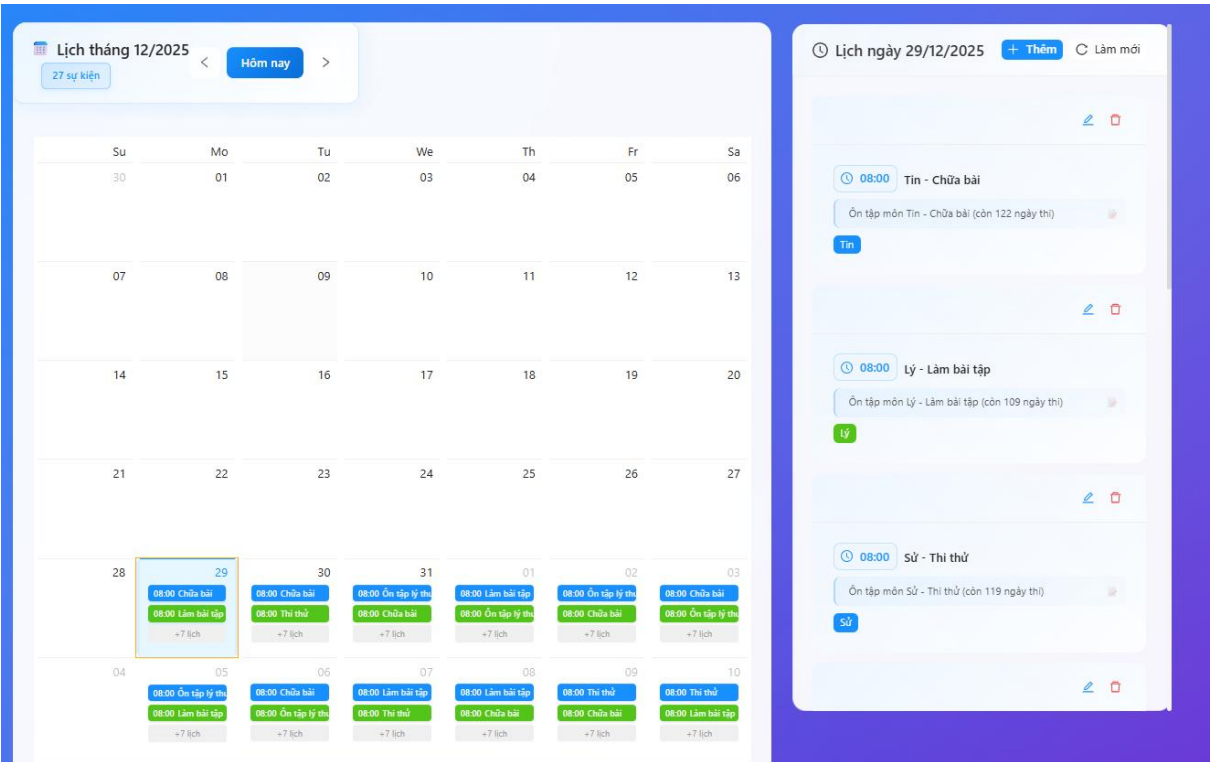 Lịch tháng 12/2025
27 sự kiện
<
Hôm nay
>
Su Mo Tu We Th Fr Sa
30 01 02 03 04 05 06
07 08 09 10 11 12 13
14 15 16 17 18 19 20
21 22 23 24 25 26 27
28 29 30 31 01 02 03
08:00 Chữa bài 08:00 Chữa bài 08:00 Ôn tập lý thu 08:00 Làm bài tập 08:00 Ôn tập lý thu 08:00 Chữa bài
08:00 Làm bài tập 08:00 Thi thử 08:00 Chữa bài 08:00 Ôn tập lý thu 08:00 Chữa bài 08:00 Ôn tập lý thu
+7 lịch +7 lịch +7 lịch +7 lịch +7 lịch +7 lịch
04 05 06 07 08 09 10
08:00 Ôn tập lý thu 08:00 Chữa bài 08:00 Làm bài tập 08:00 Làm bài tập 08:00 Thi thử 08:00 Thi thử
08:00 Làm bài tập 08:00 Ôn tập lý thu 08:00 Thi thử 08:00 Chữa bài 08:00 Chữa bài 08:00 Làm bài tập
+7 lịch +7 lịch +7 lịch +7 lịch +7 lịch +7 lịch
Lịch ngày 29/12/2025 + Thêm Làm mới
08:00 Tin - Chữa bài
Ôn tập môn Tin - Chữa bài (còn 122 ngày thi)
Tin
08:00 Lý - Làm bài tập
Ôn tập môn Lý - Làm bài tập (còn 109 ngày thi)
Lý
08:00 Sử - Thi thử
Ôn tập môn Sử - Thi thử (còn 119 ngày thi)
Sử